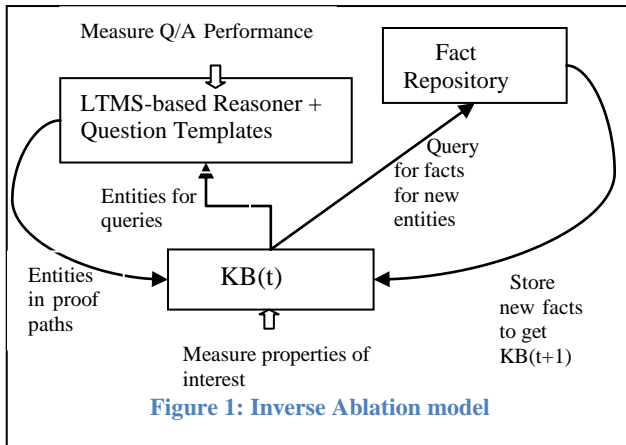 Measure Q/A Performance
Fact
Repository
LTMS-based Reasoner +
Question Templates
Query
for facts
for new
entities
Entities for
queries
KB(t)
Entities
in proof
paths
Store
new facts
to get
KB(t+1)
Measure properties of
interest
Figure 1: Inverse Ablation model